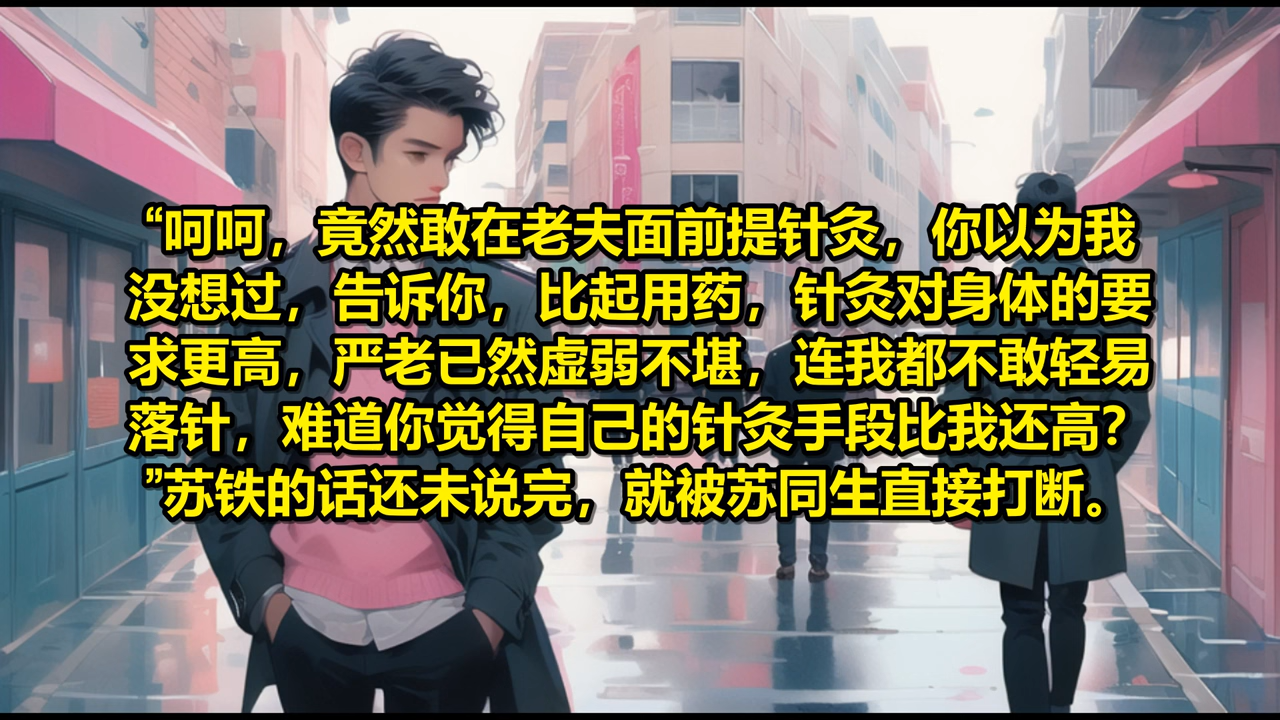 “呵呵，竟然敢在老夫面前提针灸，你以为我
没想过，告诉你，比起用药，针灸对身体的要
求更高，严老已然虚弱不堪，连我都不敢轻易
落针，难道你觉得自己的针灸手段比我还高？
”苏铁的话还未说完，就被苏同生直接打断。